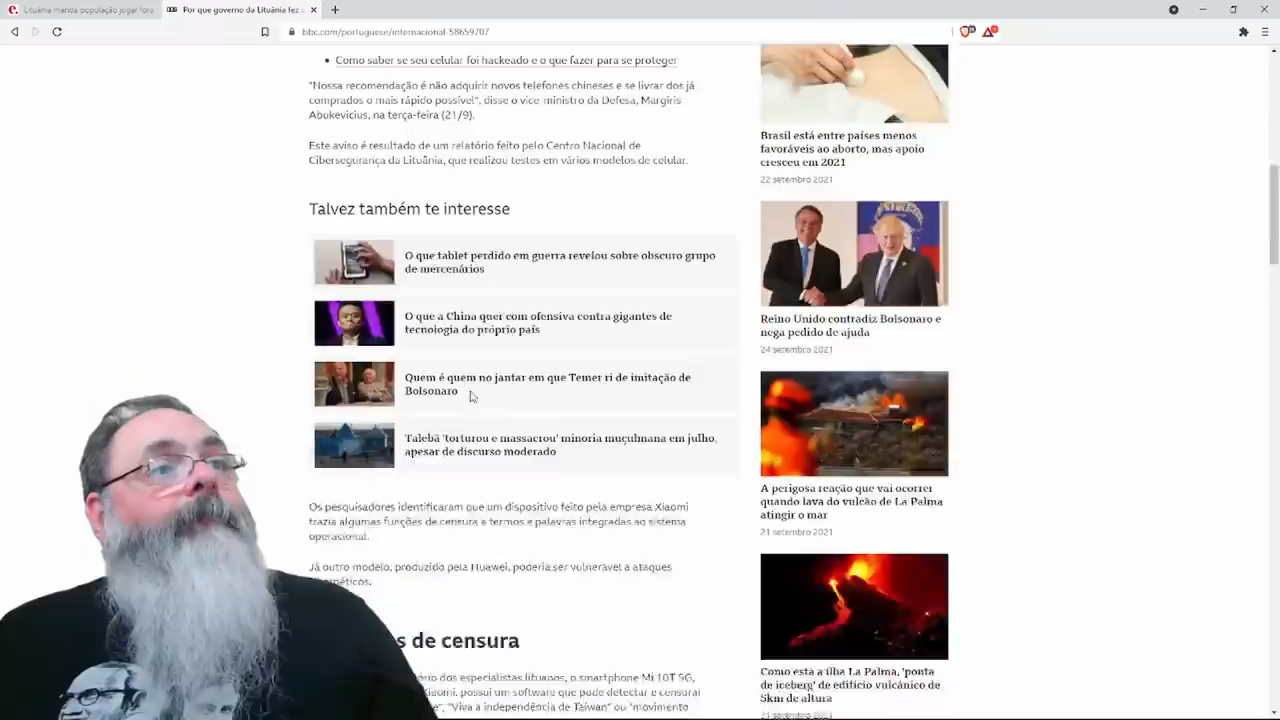 Lituânia manda população jogar fora
Por que governo da Lituânia fez
bbc.com/portuguese/internacional-58659707
Como saber se seu celular foi hackeado e o que fazer para se proteger
"Nossa recomendação é não adquirir novos telefones chineses e se livrar dos já
comprados o mais rápido possível", disse o vice-ministro da Defesa, Margiris
Abukevicius, na terça-feira (21/9).
Este aviso é resultado de um relatório feito pelo Centro Nacional de
Cibersegurança da Lituânia, que realizou testes em vários modelos de celular.
Talvez também te interesse
O que tablet perdido em guerra revelou sobre obscuro grupo
de mercenários
O que a China quer com ofensiva contra gigantes de
tecnologia do próprio país
Quem é quem no jantar em que Temer ri de imitação de
Bolsonaro
Talebã 'torturou e massacrou' minoria muçulmana em julho,
apesar de discurso moderado
Os pesquisadores identificaram que um dispositivo feito pela empresa Xiaomi
trazia algumas funções de censura a termos e palavras integradas ao sistema
operacional.
Já outro modelo, produzido pela Huawei, poderia ser vulnerável a ataques
de censura
dos especialistas lituanos, o smartphone Mi 10T 5G,
Xiaomi, possui um software que pode detectar e censurar
"Viva a independência de Taiwan" ou "movimento
Brasil está entre países menos
favoráveis ao aborto, mas apoio
cresceu em 2021
22 setembro 2021
Reino Unido contradiz Bolsonaro e
nega pedido de ajuda
24 setembro 2021
A perigosa reação que vai ocorrer
quando lava do vulcão de La Palma
atingir o mar
21 setembro 2021
Como está a ilha La Palma, 'ponta
de iceberg' de edifício vulcânico de
5km de altura
21 setembro 2021